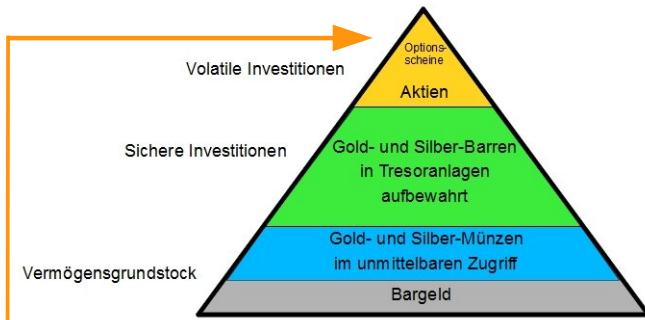 Options-
scheine
Volatile Investitionen
Aktien
Sichere Investitionen
Gold- und Silber-Barren
in Tresoranlagen
aufbewahrt
Gold- und Silber-Münzen
im unmittelbaren Zugriff
Vermögensgrundstock
Bargeld